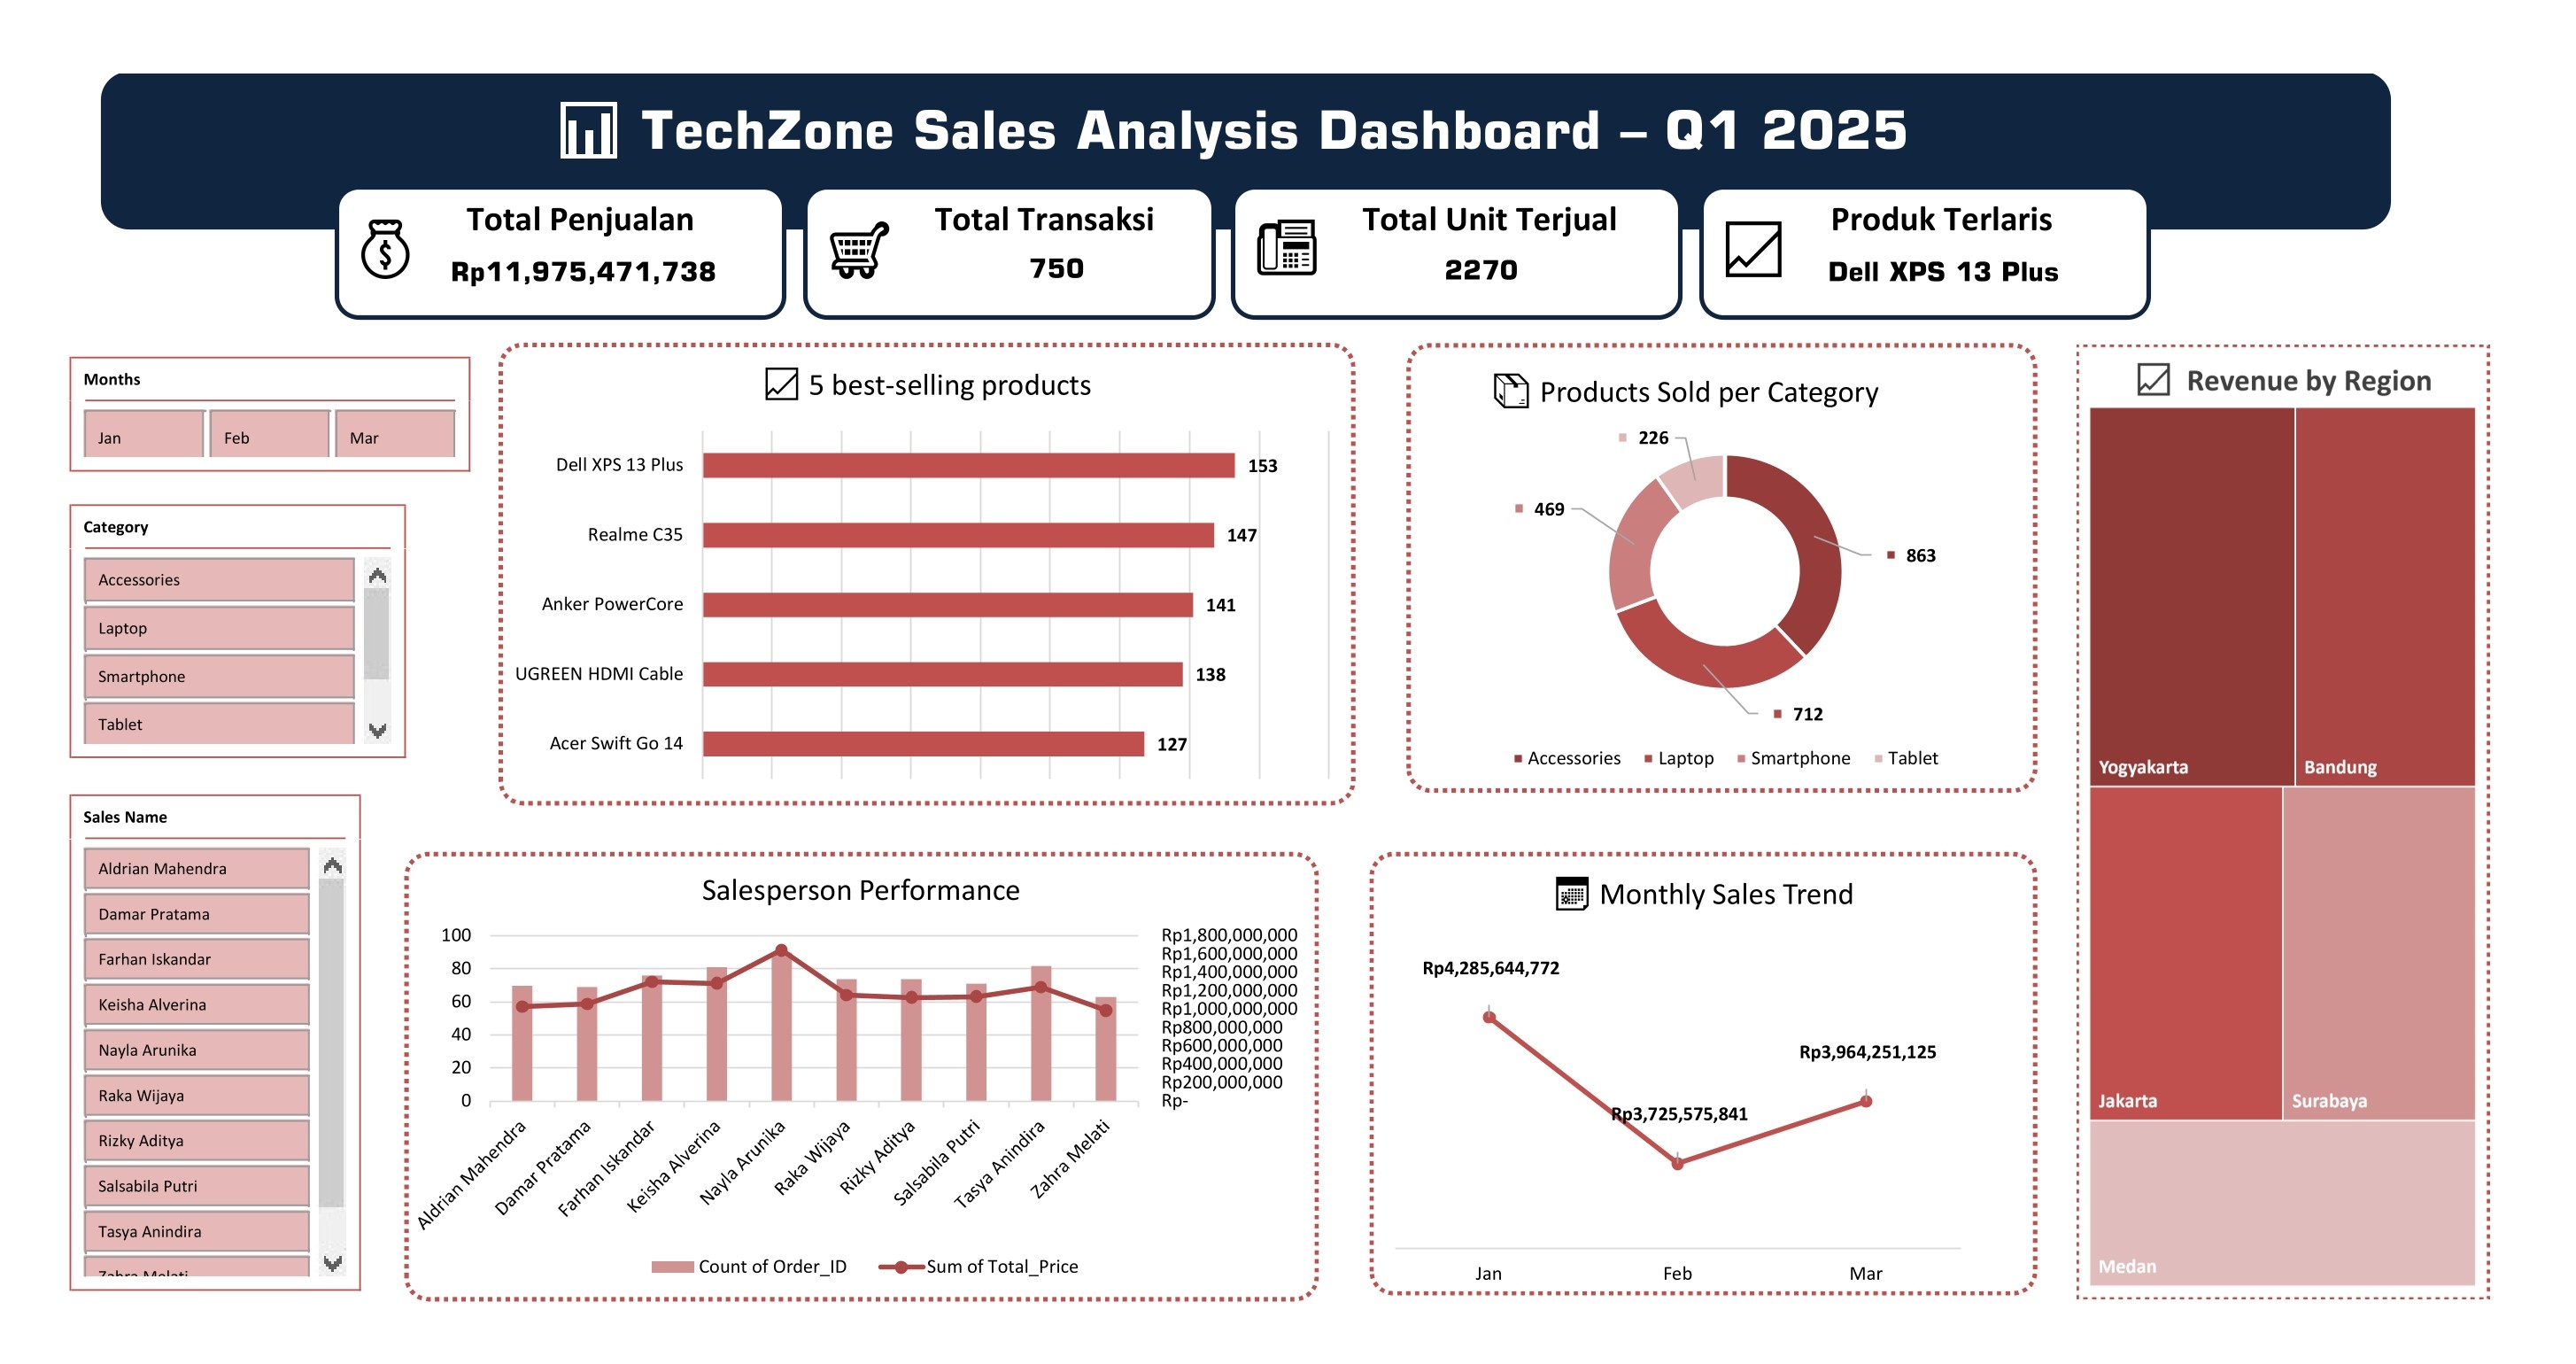 TechZone Sales Analysis Dashboard – Q1 2025
Total Penjualan
Rp11,975,471,738
Total Transaksi
750
Total Unit Terjual
2270
Produk Terlaris
Dell XPS 13 Plus
Months
Jan
Feb
Mar
Category
Accessories
Laptop
Smartphone
Tablet
Sales Name
Aldrian Mahendra
Damar Pratama
Farhan Iskandar
Keisha Alverina
Nayla Arunika
Raka Wijaya
Rizky Aditya
Salsabila Putri
Tasya Anindira
Zahra Melati
5 best-selling products
Dell XPS 13 Plus
153
Realme C35
147
Anker PowerCore
141
UGREEN HDMI Cable
138
Acer Swift Go 14
127
Products Sold per Category
226
469
863
712
Accessories
Laptop
Smartphone
Tablet
Revenue by Region
Yogyakarta
Bandung
Jakarta
Surabaya
Medan
Salesperson Performance
100
80
60
40
20
0
Rp1,800,000,000
Rp1,600,000,000
Rp1,400,000,000
Rp1,200,000,000
Rp1,000,000,000
Rp800,000,000
Rp600,000,000
Rp400,000,000
Rp200,000,000
Rp-
Aldrian Mahendra
Damar Pratama
Farhan Iskandar
Keisha Alverina
Nayla Arunika
Raka Wijaya
Rizky Aditya
Salsabila Putri
Tasya Anindira
Zahra Melati
Count of Order_ID
Sum of Total_Price
Monthly Sales Trend
Rp4,285,644,772
Rp3,725,575,841
Rp3,964,251,125
Jan
Feb
Mar